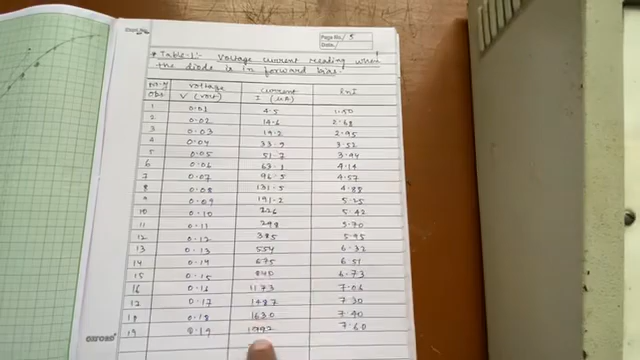 Page No. 5
Date
* Table-1:- Voltage current reading when
the diode is in forward bias.
No. of Obs. Voltage V (volt) Current I (μA) lnI
1 0.01 4.5 1.50
2 0.02 14.6 2.68
3 0.03 19.2 2.95
4 0.04 33.9 3.52
5 0.05 51.7 3.94
6 0.06 63.1 4.14
7 0.07 96.5 4.57
8 0.08 131.5 4.88
9 0.09 191.2 5.25
10 0.10 226 5.42
11 0.11 298 5.70
12 0.12 385 5.95
13 0.13 554 6.32
14 0.14 675 6.51
15 0.15 840 6.73
16 0.16 1173 7.06
17 0.17 1487 7.30
18 0.18 1630 7.40
19 0.19 1992 7.60
OXFORD